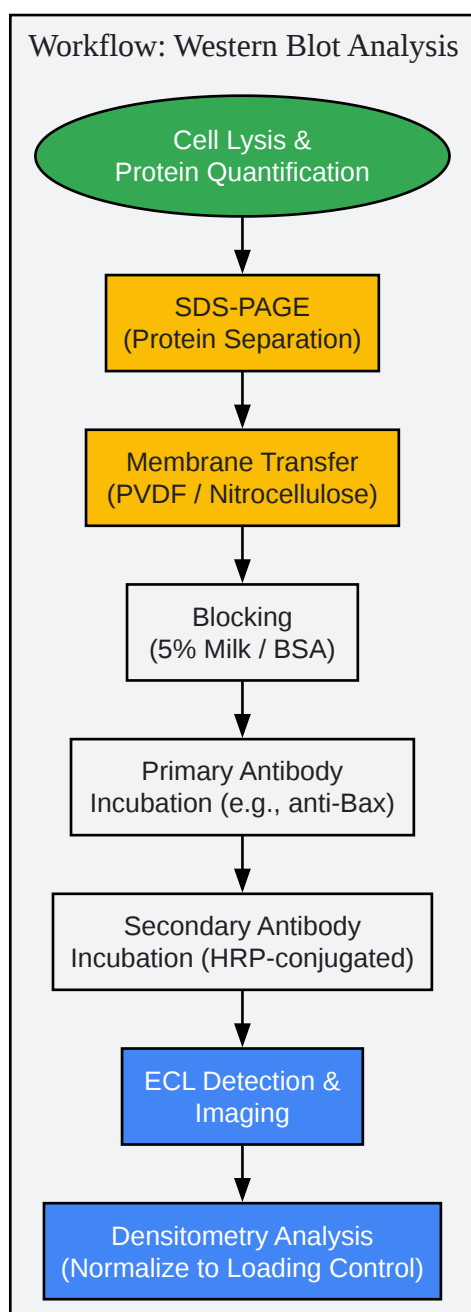 Workflow: Western Blot Analysis
Cell Lysis &
Protein Quantification
SDS-PAGE
(Protein Separation)
Membrane Transfer
(PVDF / Nitrocellulose)
Blocking
(5% Milk / BSA)
Primary Antibody
Incubation (e.g., anti-Bax)
Secondary Antibody
Incubation (HRP-conjugated)
ECL Detection &
Imaging
Densitometry Analysis
(Normalize to Loading Control)